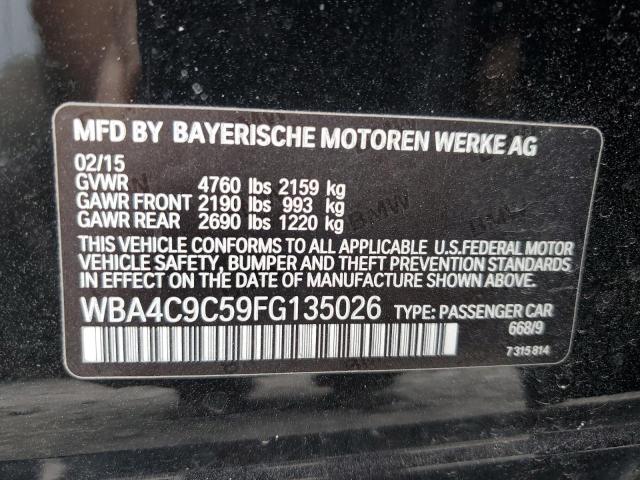 MFD BY BAYERISCHE MOTOREN WERKE AG
02/15
GVWR 4760 lbs 2159 kg
GAWR FRONT 2190 lbs 993 kg
GAWR REAR 2690 lbs 1220 kg
THIS VEHICLE CONFORMS TO ALL APPLICABLE U.S.FEDERAL MOTOR
VEHICLE SAFETY, BUMPER AND THEFT PREVENTION STANDARDS
IN EFFECT ON THE DATE OF MANUFACTURE SHOWN ABOVE.
WBA4C9C59FG135026 TYPE: PASSENGER CAR
668/9
7 315 814